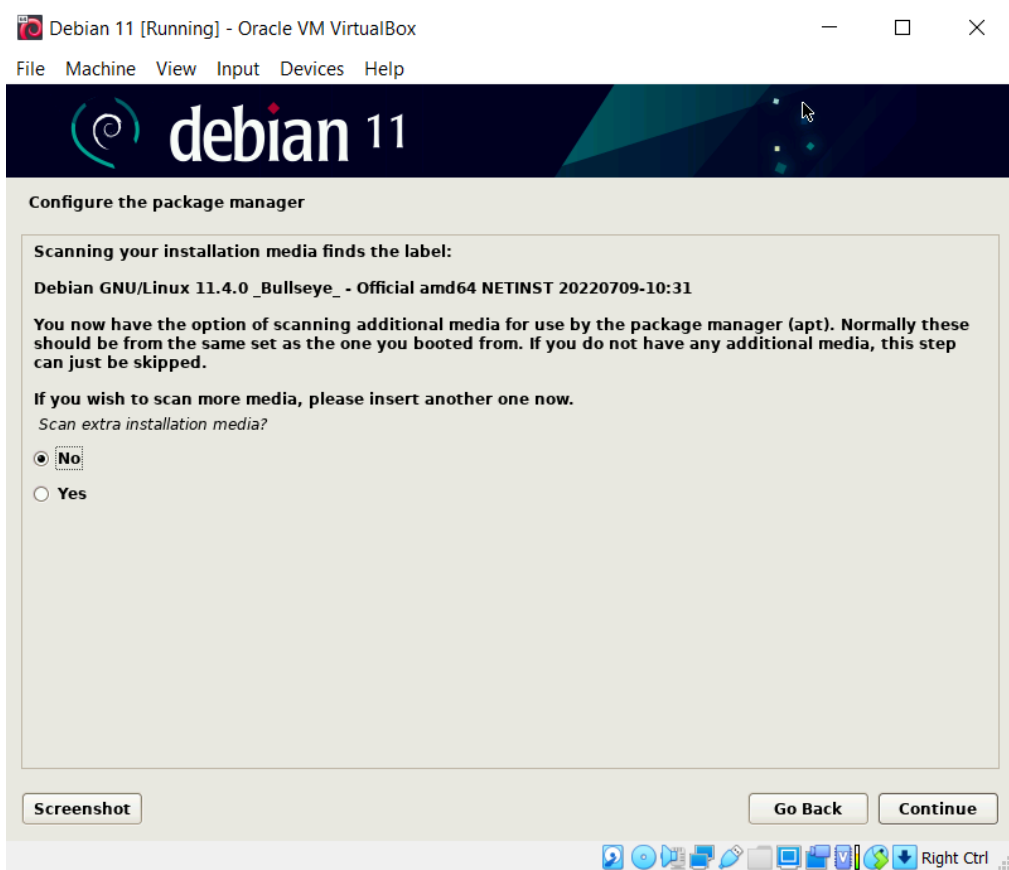 Debian 11 [Running] - Oracle VM VirtualBox
File Machine View Input Devices Help
debian 11
Configure the package manager
Scanning your installation media finds the label:
Debian GNU/Linux 11.4.0 _Bullseye_ - Official amd64 NETINST 20220709-10:31
You now have the option of scanning additional media for use by the package manager (apt). Normally these
should be from the same set as the one you booted from. If you do not have any additional media, this step
can just be skipped.
If you wish to scan more media, please insert another one now.
Scan extra installation media?
No
Yes
Screenshot
Go Back
Continue
Right Ctrl